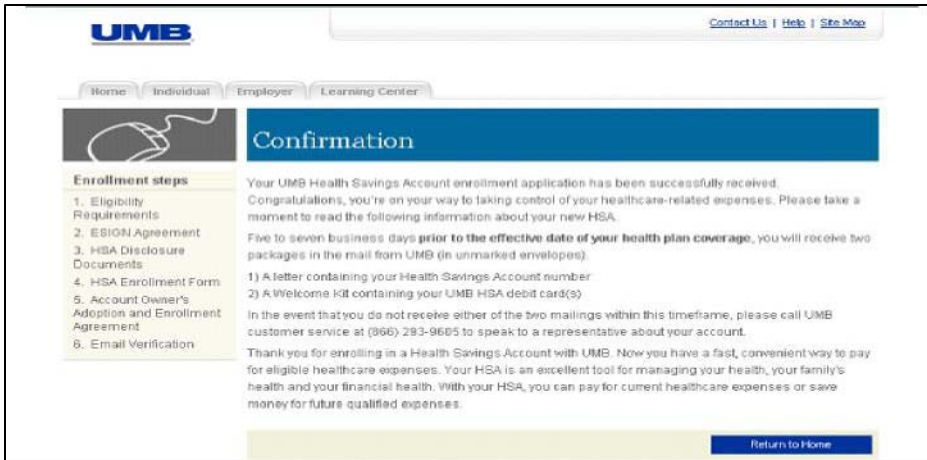 UMB
Contact Us | Help | Site Map
Home Individual Employer Learning Center
Confirmation
Enrollment steps
1. Eligibility
Requirements
2. ESIGN Agreement
3. HSA Disclosure
Documents
4. HSA Enrollment Form
5. Account Owner's
Adoption and Enrollment
Agreement
6. Email Verification
Your UMB Health Savings Account enrollment application has been successfully received.
Congratulations, you're on your way to taking control of your healthcare-related expenses. Please take a
moment to read the following information about your new HSA.
Five to seven business days prior to the effective date of your health plan coverage, you will receive two
packages in the mail from UMB (in unmarked envelopes).
1) A letter containing your Health Savings Account number
2) A Welcome Kit containing your UMB HSA debit card(s)
In the event that you do not receive either of the two mailings within this timeframe, please call UMB
customer service at (866) 293-9605 to speak to a representative about your account.
Thank you for enrolling in a Health Savings Account with UMB. Now you have a fast, convenient way to pay
for eligible healthcare expenses. Your HSA is an excellent tool for managing your health, your family's
health and your financial health. With your HSA, you can pay for current healthcare expenses or save
money for future qualified expenses.
Return to Home